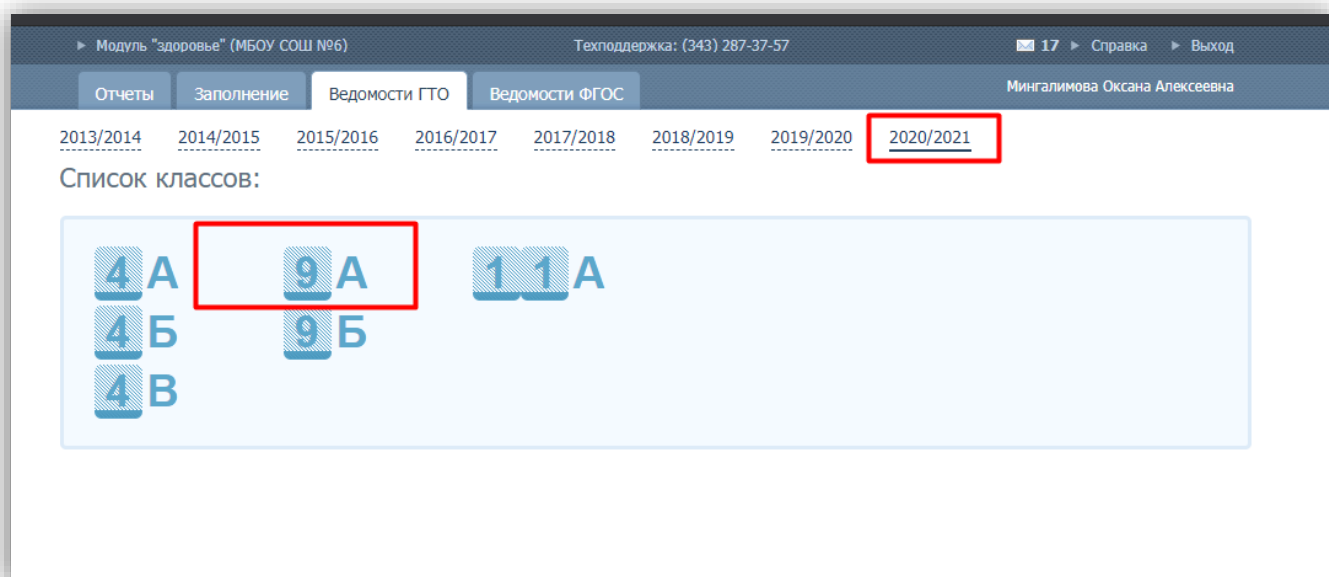 Модуль "здоровье" (МБОУ СОШ №6) Техподдержка: (343) 287-37-57 17 Справка Выход
Отчеты Заполнение Ведомости ГТО Ведомости ФГОС Мингалимова Оксана Алексеевна
2013/2014 2014/2015 2015/2016 2016/2017 2017/2018 2018/2019 2019/2020 2020/2021
Список классов:
4 А 9 А 11 А
4 Б 9 Б
4 В